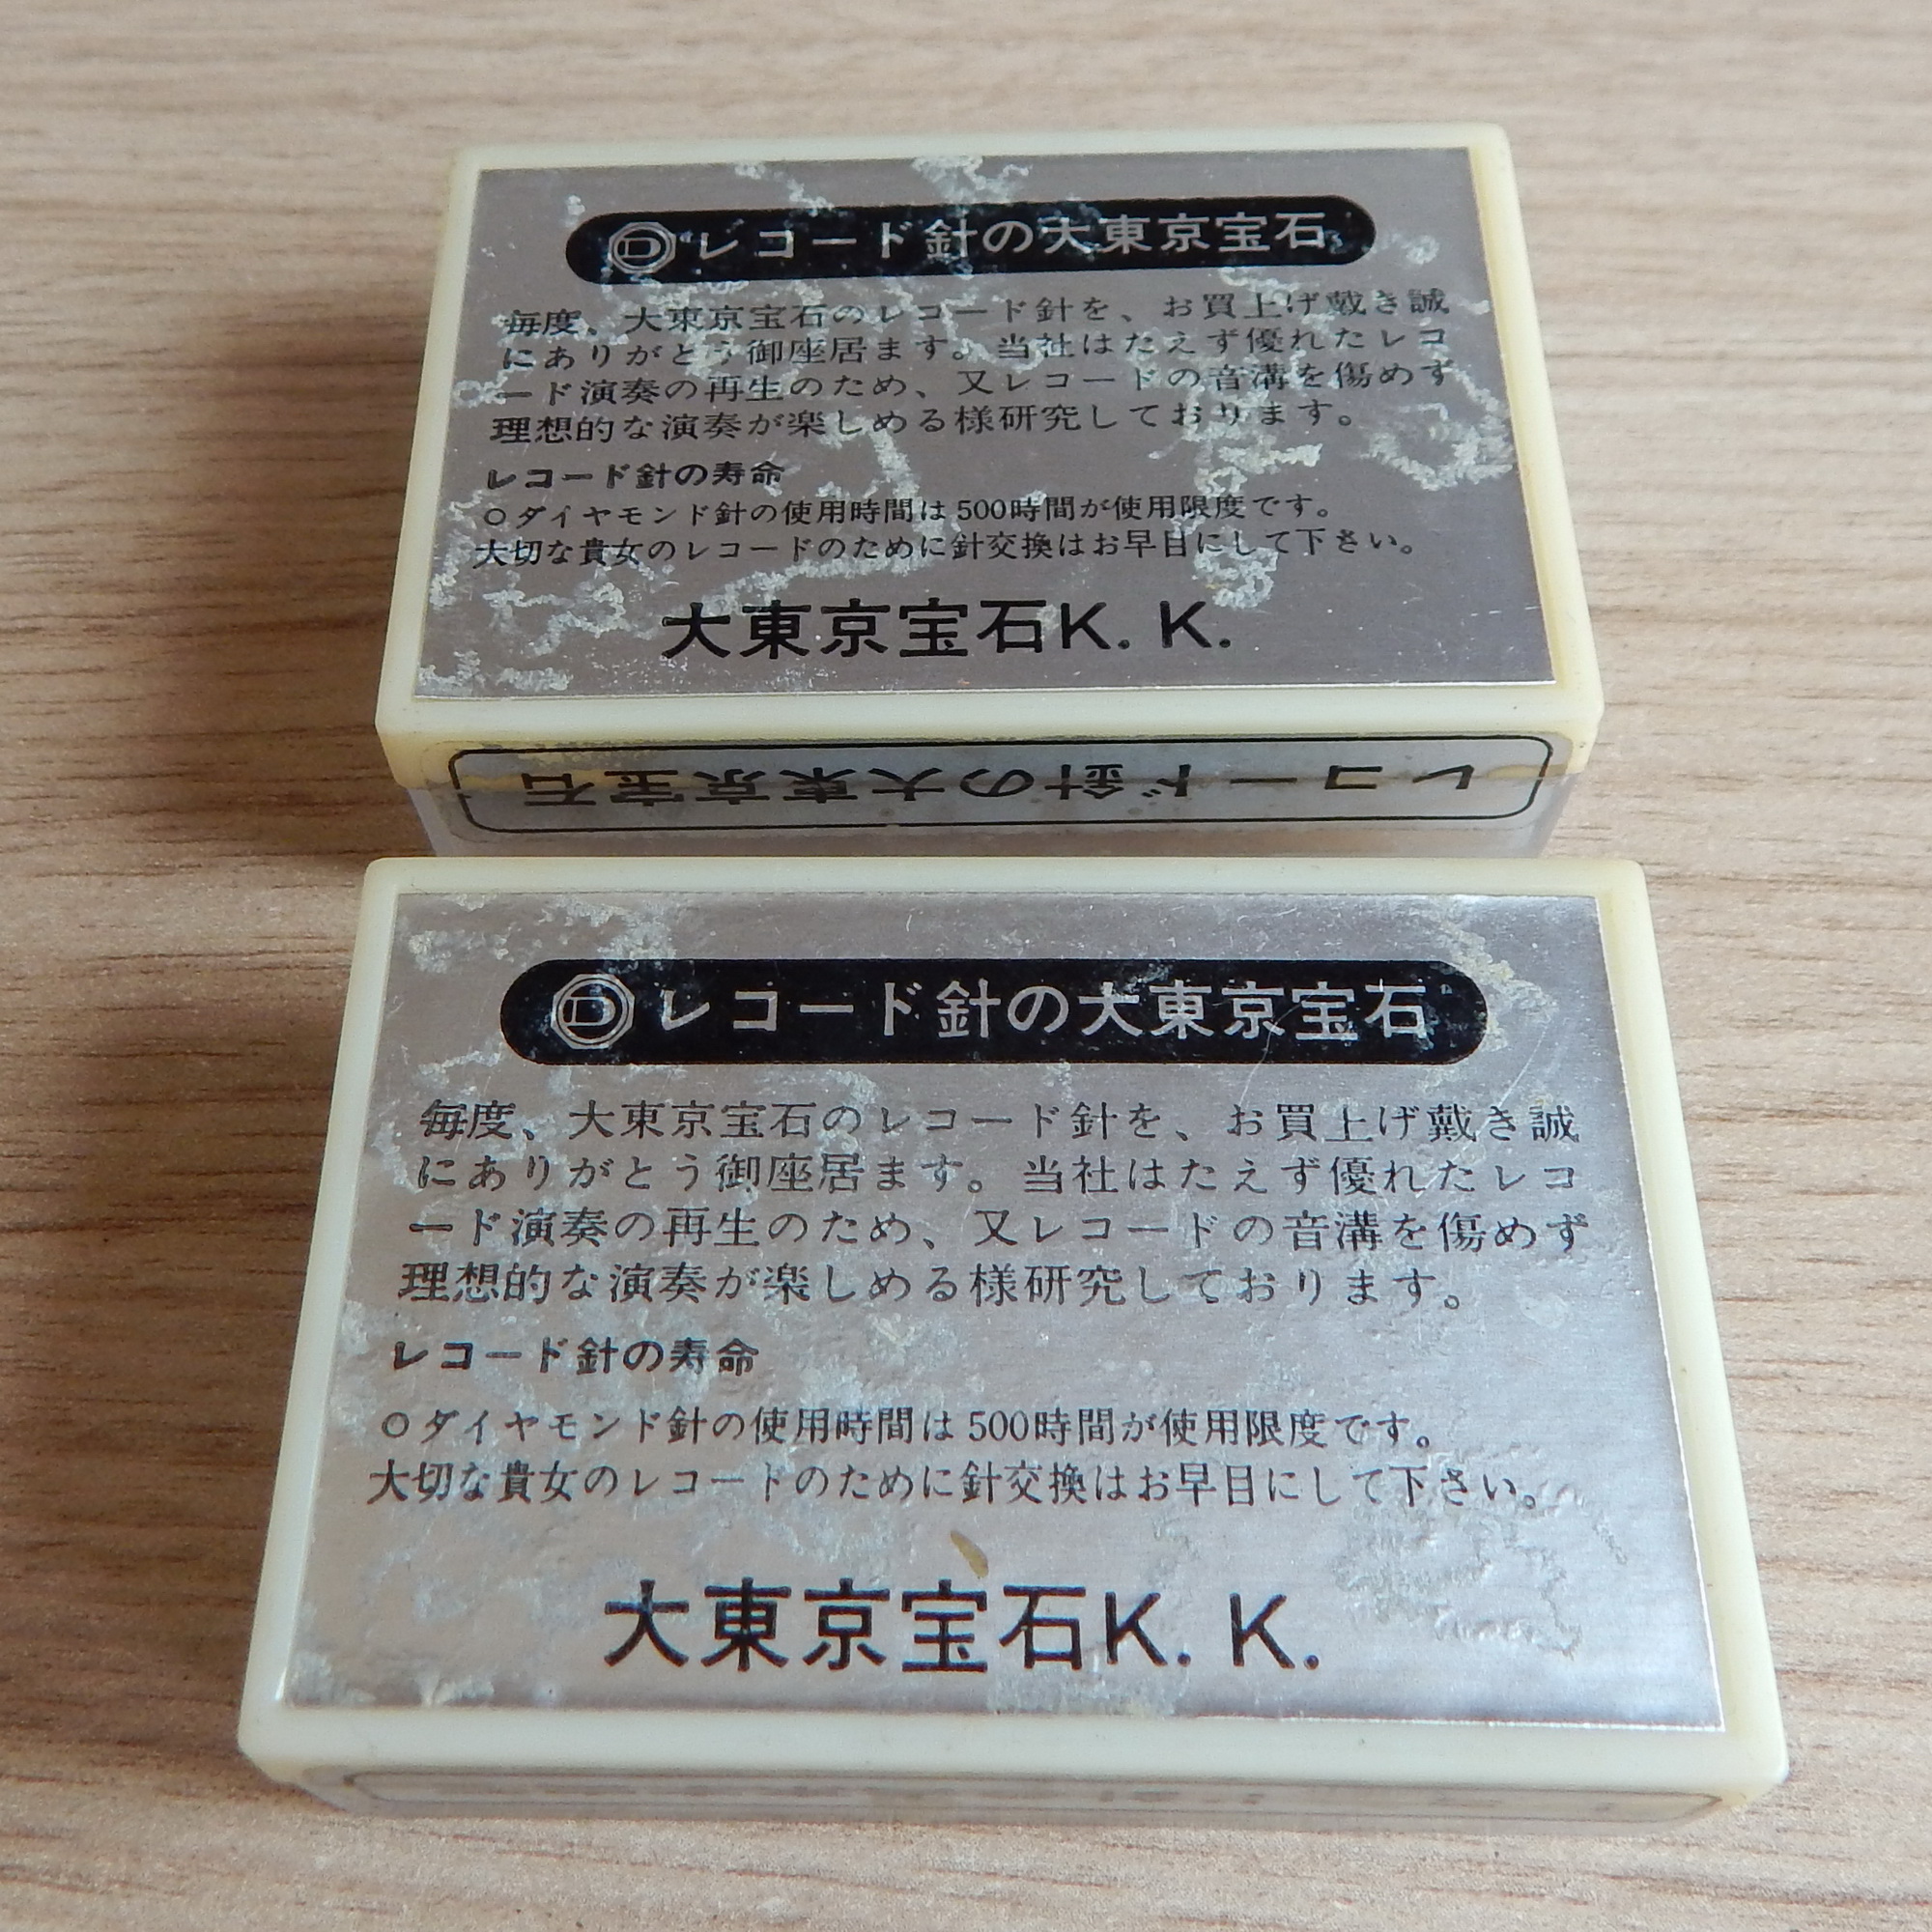 D レコード針の大東京宝石
毎度、大東京宝石のレコード針を、お買上げ戴き誠
にありがとう御座居ます。当社はたえず優れたレコ
ード演奏の再生のため、又レコードの音溝を傷めず
理想的な演奏が楽しめる様研究しております。
レコード針の寿命
○ダイヤモンド針の使用時間は500時間が使用限度です。
大切な貴女のレコードのために針交換はお早目にして下さい。
大東京宝石K.K.
レコード針の大東京宝石
D レコード針の大東京宝石
毎度、大東京宝石のレコード針を、お買上げ戴き誠
にありがとう御座居ます。当社はたえず優れたレコ
ード演奏の再生のため、又レコードの音溝を傷めず
理想的な演奏が楽しめる様研究しております。
レコード針の寿命
○ダイヤモンド針の使用時間は500時間が使用限度です。
大切な貴女のレコードのために針交換はお早目にして下さい。
大東京宝石K.K.